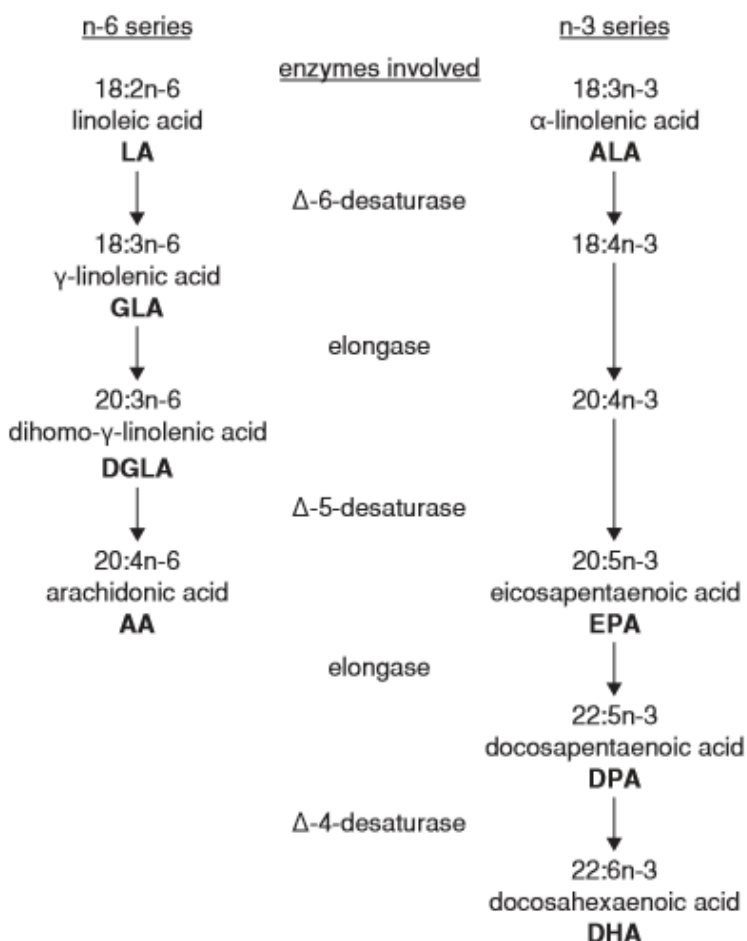 n-6 series
n-3 series
enzymes involved
18:2n-6
linoleic acid
LA
18:3n-3
α-linolenic acid
ALA
Δ-6-desaturase
18:3n-6
γ-linolenic acid
GLA
18:4n-3
elongase
20:3n-6
dihomo-γ-linolenic acid
DGLA
20:4n-3
Δ-5-desaturase
20:4n-6
arachidonic acid
AA
20:5n-3
eicosapentaenoic acid
EPA
elongase
22:5n-3
docosapentaenoic acid
DPA
Δ-4-desaturase
22:6n-3
docosahexaenoic acid
DHA